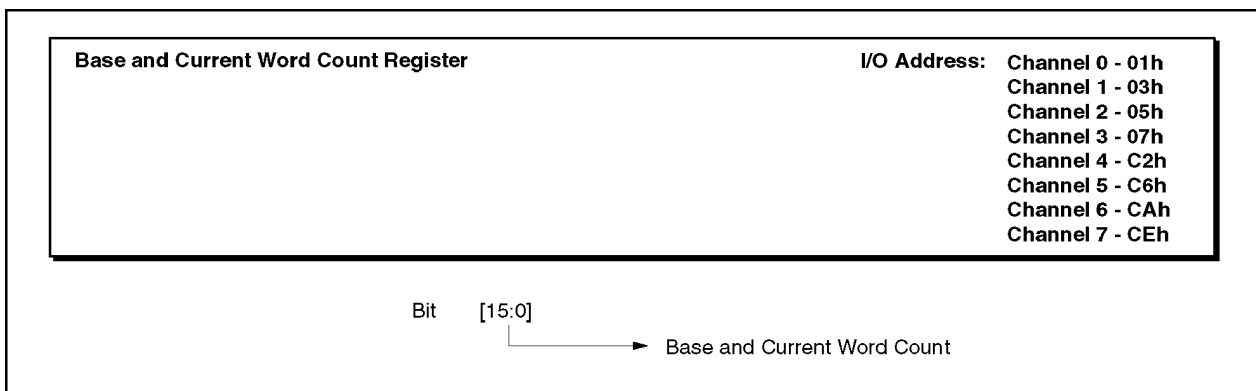 Base and Current Word Count Register I/O Address: Channel 0 - 01h
Channel 1 - 03h
Channel 2 - 05h
Channel 3 - 07h
Channel 4 - C2h
Channel 5 - C6h
Channel 6 - CAh
Channel 7 - CEh
Bit [15:0]
Base and Current Word Count